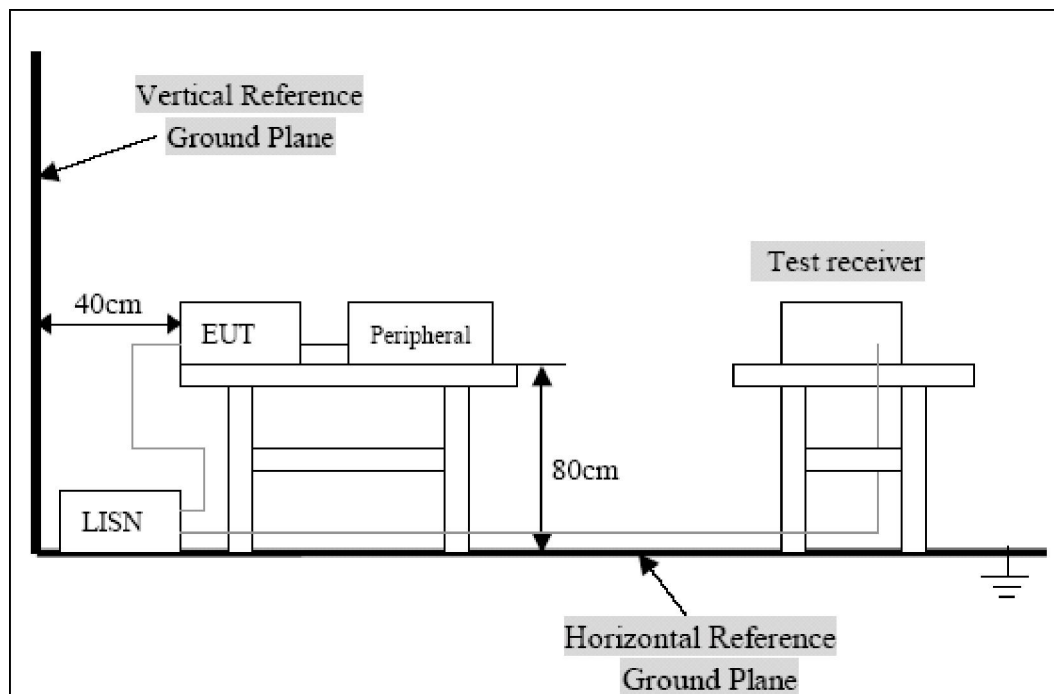 Vertical Reference
Ground Plane
Test receiver
40cm
EUT
Peripheral
80cm
LISN
Horizontal Reference
Ground Plane